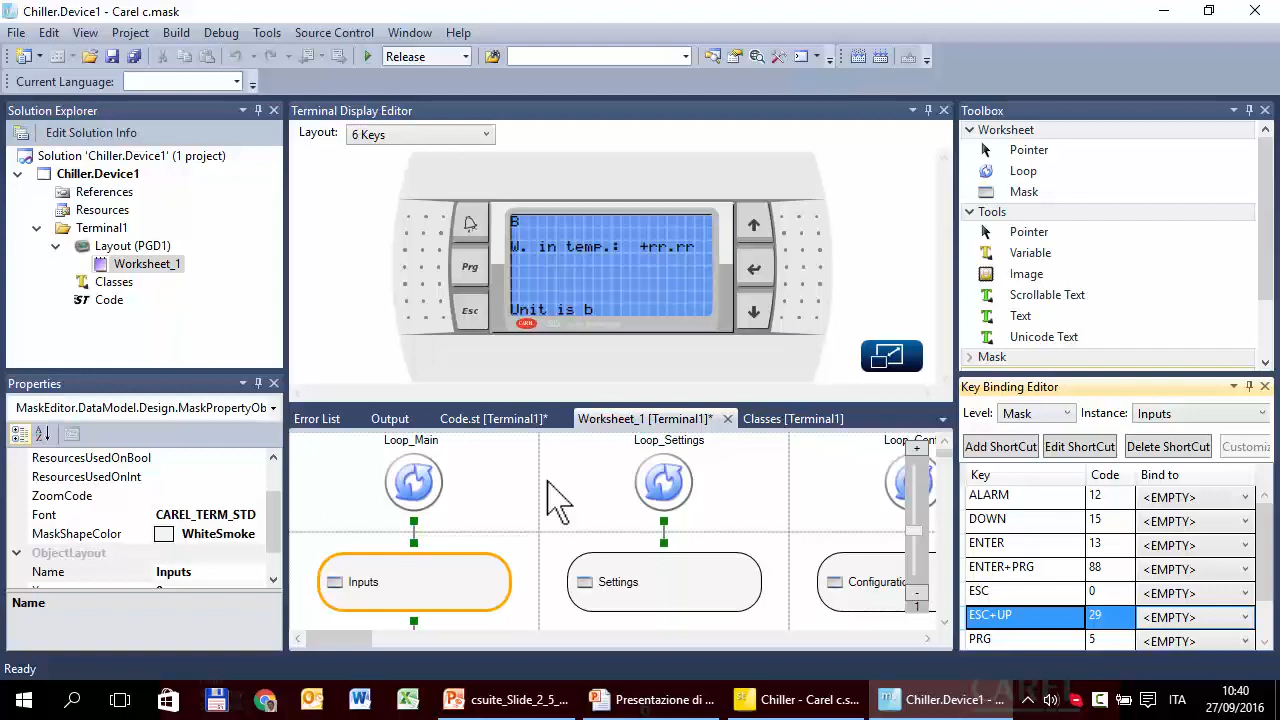 Chiller.Device1 - Carel c.mask
File Edit View Project Build Debug Tools Source Control Window Help
Release
Current Language:
Solution Explorer
Edit Solution Info
Solution 'Chiller.Device1' (1 project)
Chiller.Device1
References
Resources
Terminal1
Layout (PGD1)
Worksheet_1
Classes
ST Code
Properties
MaskEditor.DataModel.Design.MaskPropertyOb
ResourcesUsedOnBool
ResourcesUsedOnInt
ZoomCode
Font CAREL_TERM_STD
MaskShapeColor WhiteSmoke
ObjectLayout
Name Inputs
Name
Terminal Display Editor
Layout: 6 Keys
Prg
Esc
B
W. in temp.: +rr.rr
Unit is b
CAREL
Error List Output Code.st [Terminal1]* Worksheet_1 [Terminal1]* Classes [Terminal1]
Loop_Main Loop_Settings
+
-
1
Inputs Settings Configuratio
Toolbox
Worksheet
Pointer
Loop
Mask
Tools
Pointer
Variable
Image
Scrollable Text
Text
Unicode Text
Mask
Key Binding Editor
Level: Mask Instance: Inputs
Add ShortCut Edit ShortCut Delete ShortCut Customiz
Key Code Bind to
ALARM 12 <EMPTY>
DOWN 15 <EMPTY>
ENTER 13 <EMPTY>
ENTER+PRG 88 <EMPTY>
ESC 0 <EMPTY>
ESC+UP 29 <EMPTY>
PRG 5 <EMPTY>
Ready
csuite_Slide_2_5_... Presentazione di ... Chiller - Carel c.s... Chiller.Device1 - ...
CAREL
ITA
10:40
27/09/2016